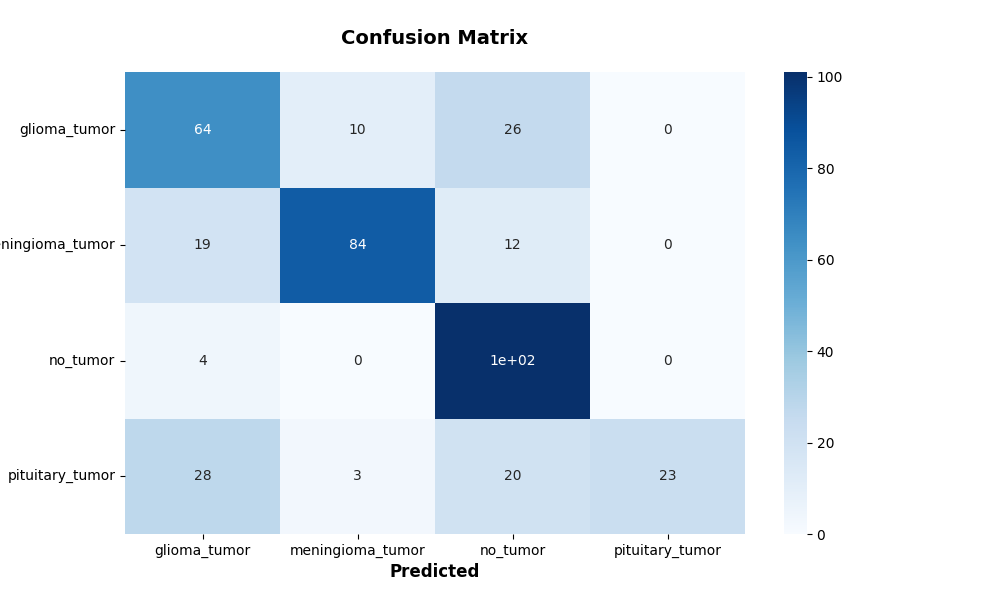 Confusion Matrix
glioma_tumor 64 10 26 0
eningioma_tumor 19 84 12 0
no_tumor 4 0 1e+02 0
pituitary_tumor 28 3 20 23
glioma_tumor meningioma_tumor no_tumor pituitary_tumor
Predicted
100
80
60
40
20
0